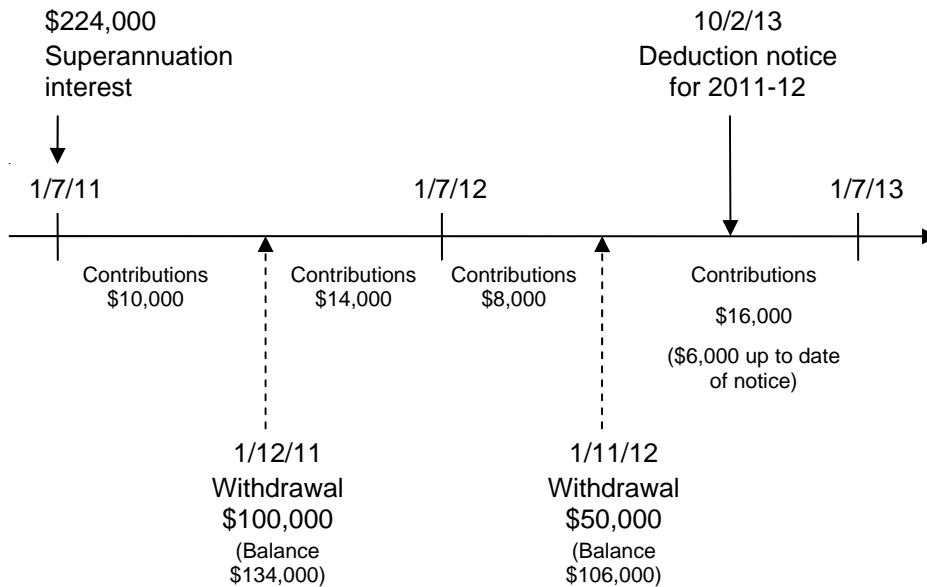 $224,000
Superannuation
interest
10/2/13
Deduction notice
for 2011-12
1/7/11
1/7/12
1/7/13
Contributions
$10,000
Contributions
$14,000
Contributions
$8,000
Contributions
$16,000
($6,000 up to date
of notice)
1/12/11
Withdrawal
$100,000
(Balance
$134,000)
1/11/12
Withdrawal
$50,000
(Balance
$106,000)